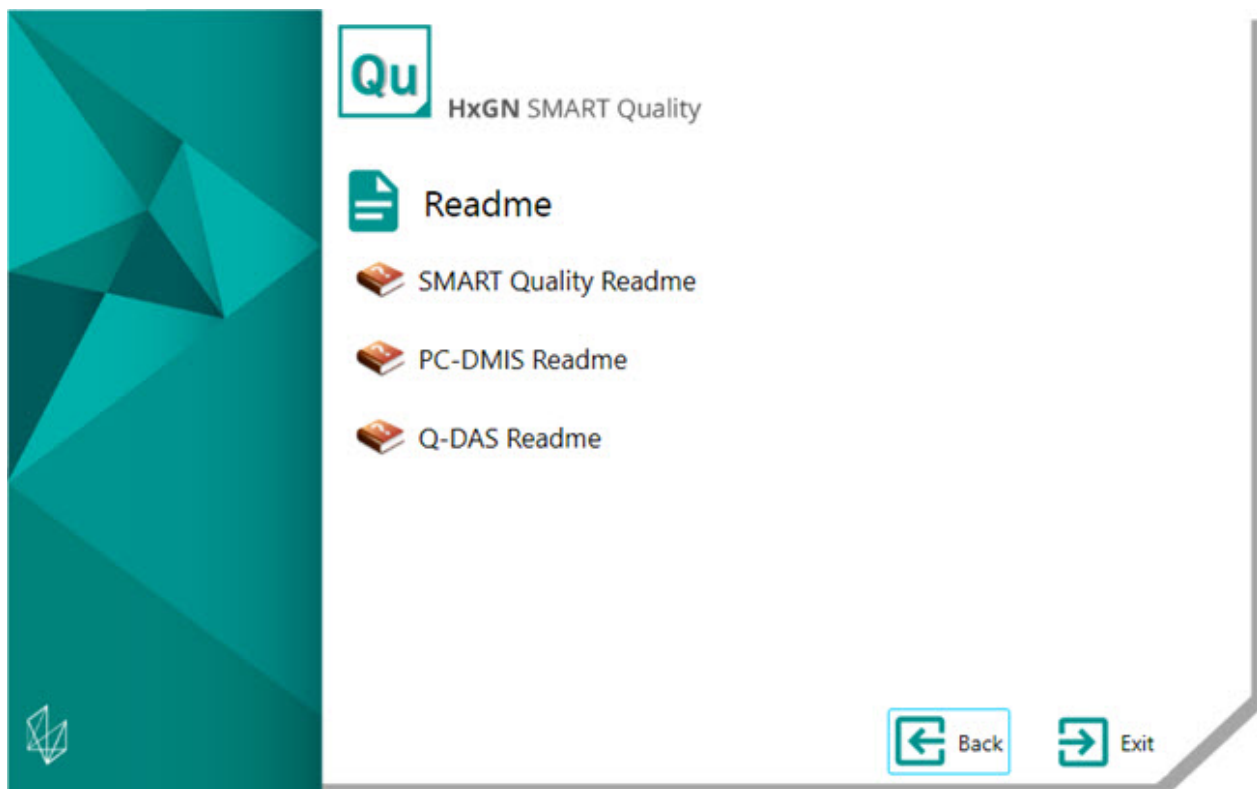 Qu
HxGN SMART Quality
Readme
SMART Quality Readme
PC-DMIS Readme
Q-DAS Readme
Back
Exit